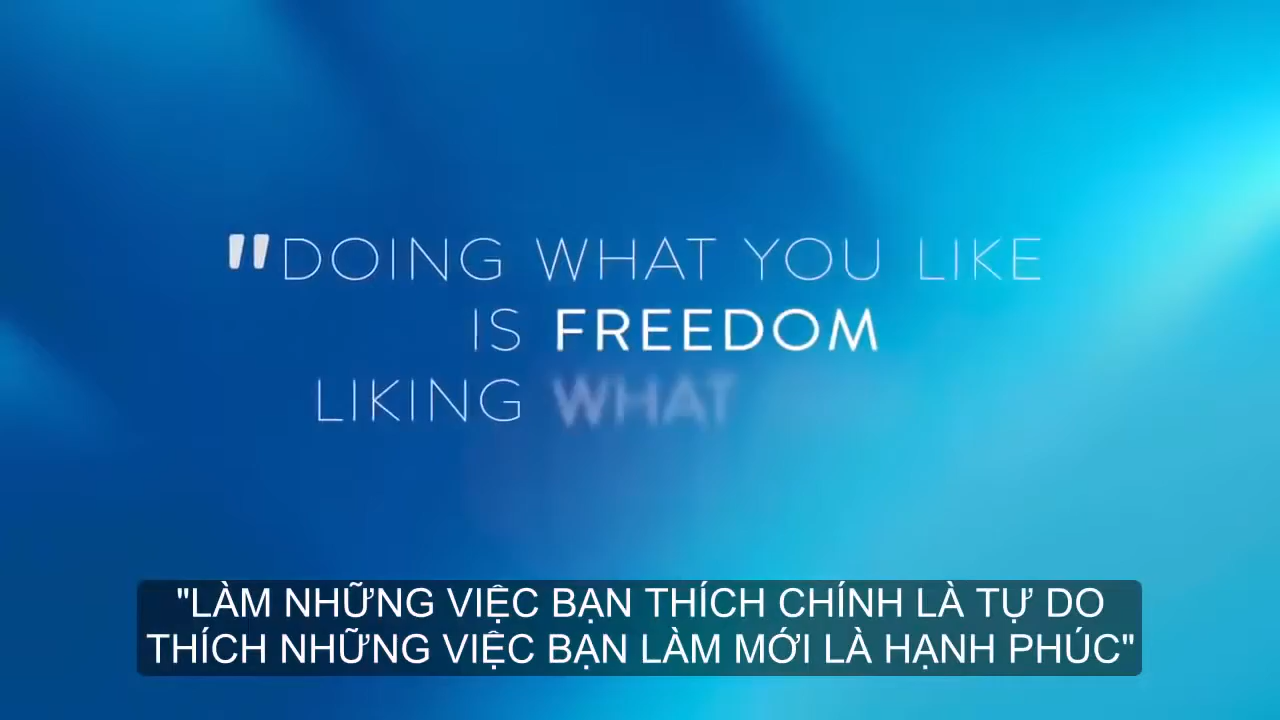 "DOING WHAT YOU LIKE
IS FREEDOM
LIKING WHAT
"LÀM NHỮNG VIỆC BẠN THÍCH CHÍNH LÀ TỰ DO
THÍCH NHỮNG VIỆC BẠN LÀM MỚI LÀ HẠNH PHÚC"